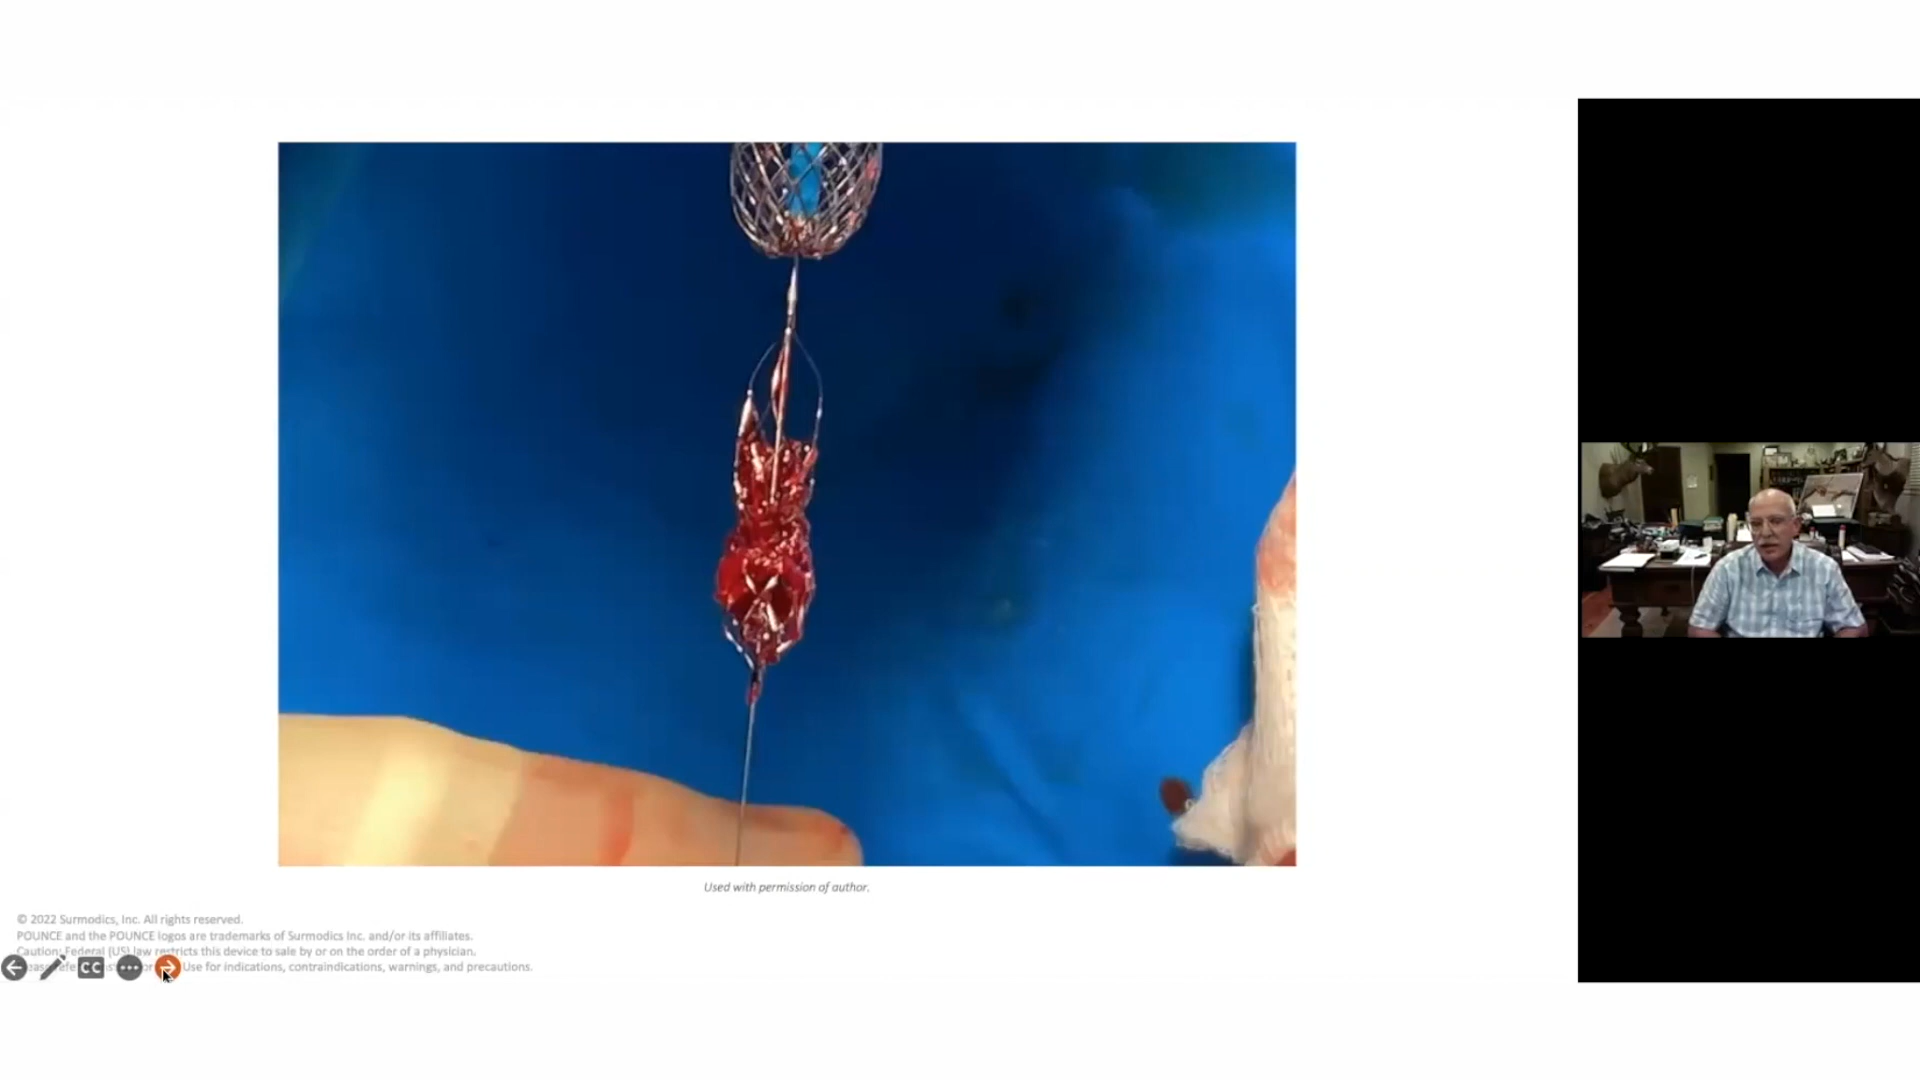 Used with permission of author.
© 2022 Surmodics, Inc. All rights reserved.
POUNCE and the POUNCE logos are trademarks of Surmodics Inc. and/or its affiliates.
Caution: Federal (US) law restricts this device to sale by or on the order of a physician.
Use for indications, contraindications, warnings, and precautions.
CC